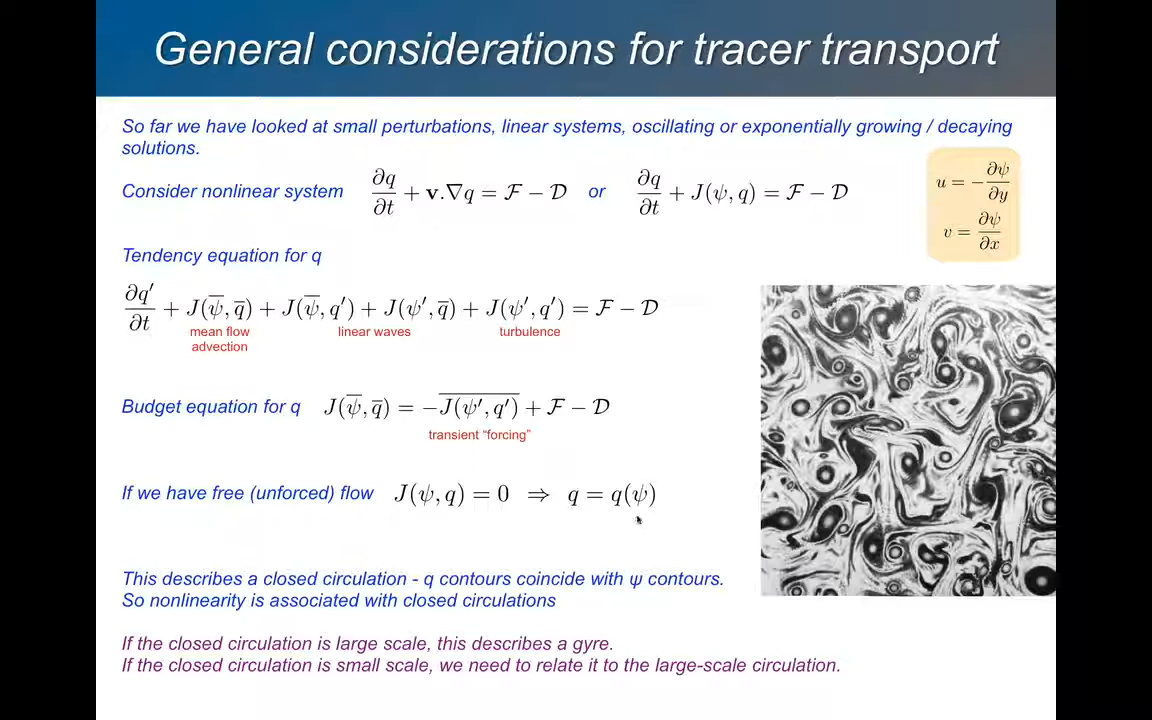 General considerations for tracer transport
So far we have looked at small perturbations, linear systems, oscillating or exponentially growing / decaying
solutions.
Consider nonlinear system ∂q/∂t + v.∇q = ℱ − 𝒟 or ∂q/∂t + J(ψ, q) = ℱ − 𝒟
u = −∂ψ/∂y
v = ∂ψ/∂x
Tendency equation for q
∂q′/∂t + J(ψ̅, q̅) + J(ψ̅, q′) + J(ψ′, q̅) + J(ψ′, q′) = ℱ − 𝒟
mean flow linear waves turbulence
advection
Budget equation for q J(ψ̅, q̅) = −\overline{J(ψ′, q′)} + ℱ − 𝒟
transient “forcing”
If we have free (unforced) flow J(ψ, q) = 0 ⇒ q = q(ψ)
This describes a closed circulation - q contours coincide with ψ contours.
So nonlinearity is associated with closed circulations
If the closed circulation is large scale, this describes a gyre.
If the closed circulation is small scale, we need to relate it to the large-scale circulation.